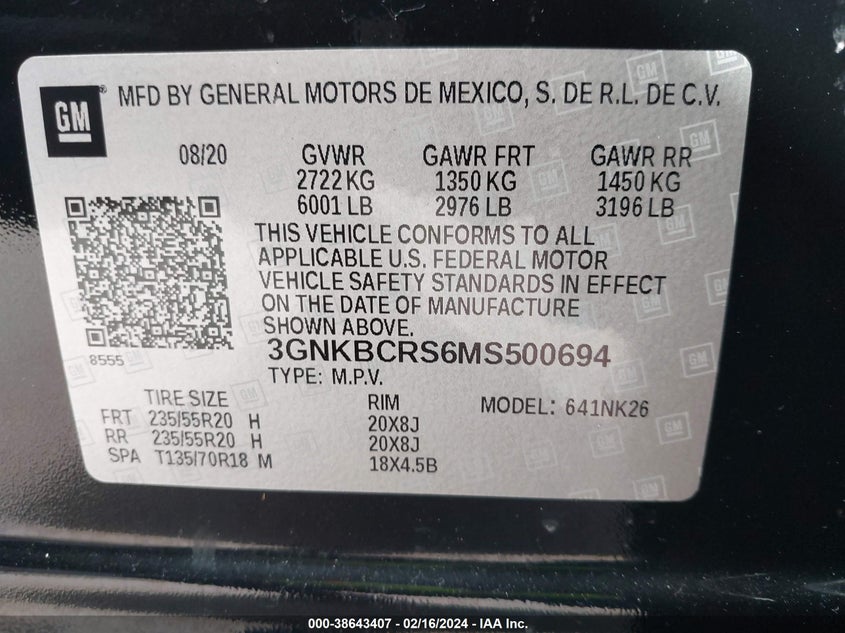 GM ® MFD BY GENERAL MOTORS DE MEXICO, S. DE R.L. DE C.V.
08/20 GVWR GAWR FRT GAWR RR
2722 KG 1350 KG 1450 KG
6001 LB 2976 LB 3196 LB
THIS VEHICLE CONFORMS TO ALL
APPLICABLE U.S. FEDERAL MOTOR
VEHICLE SAFETY STANDARDS IN EFFECT
ON THE DATE OF MANUFACTURE
SHOWN ABOVE.
8555 3GNKBCRS6MS500694
TYPE: M.P.V.
TIRE SIZE RIM MODEL: 641NK26
FRT 235/55R20 H 20X8J
RR 235/55R20 H 20X8J
SPA T135/70R18 M 18X4.5B
000-38643407 - 02/16/2024 - IAA Inc.